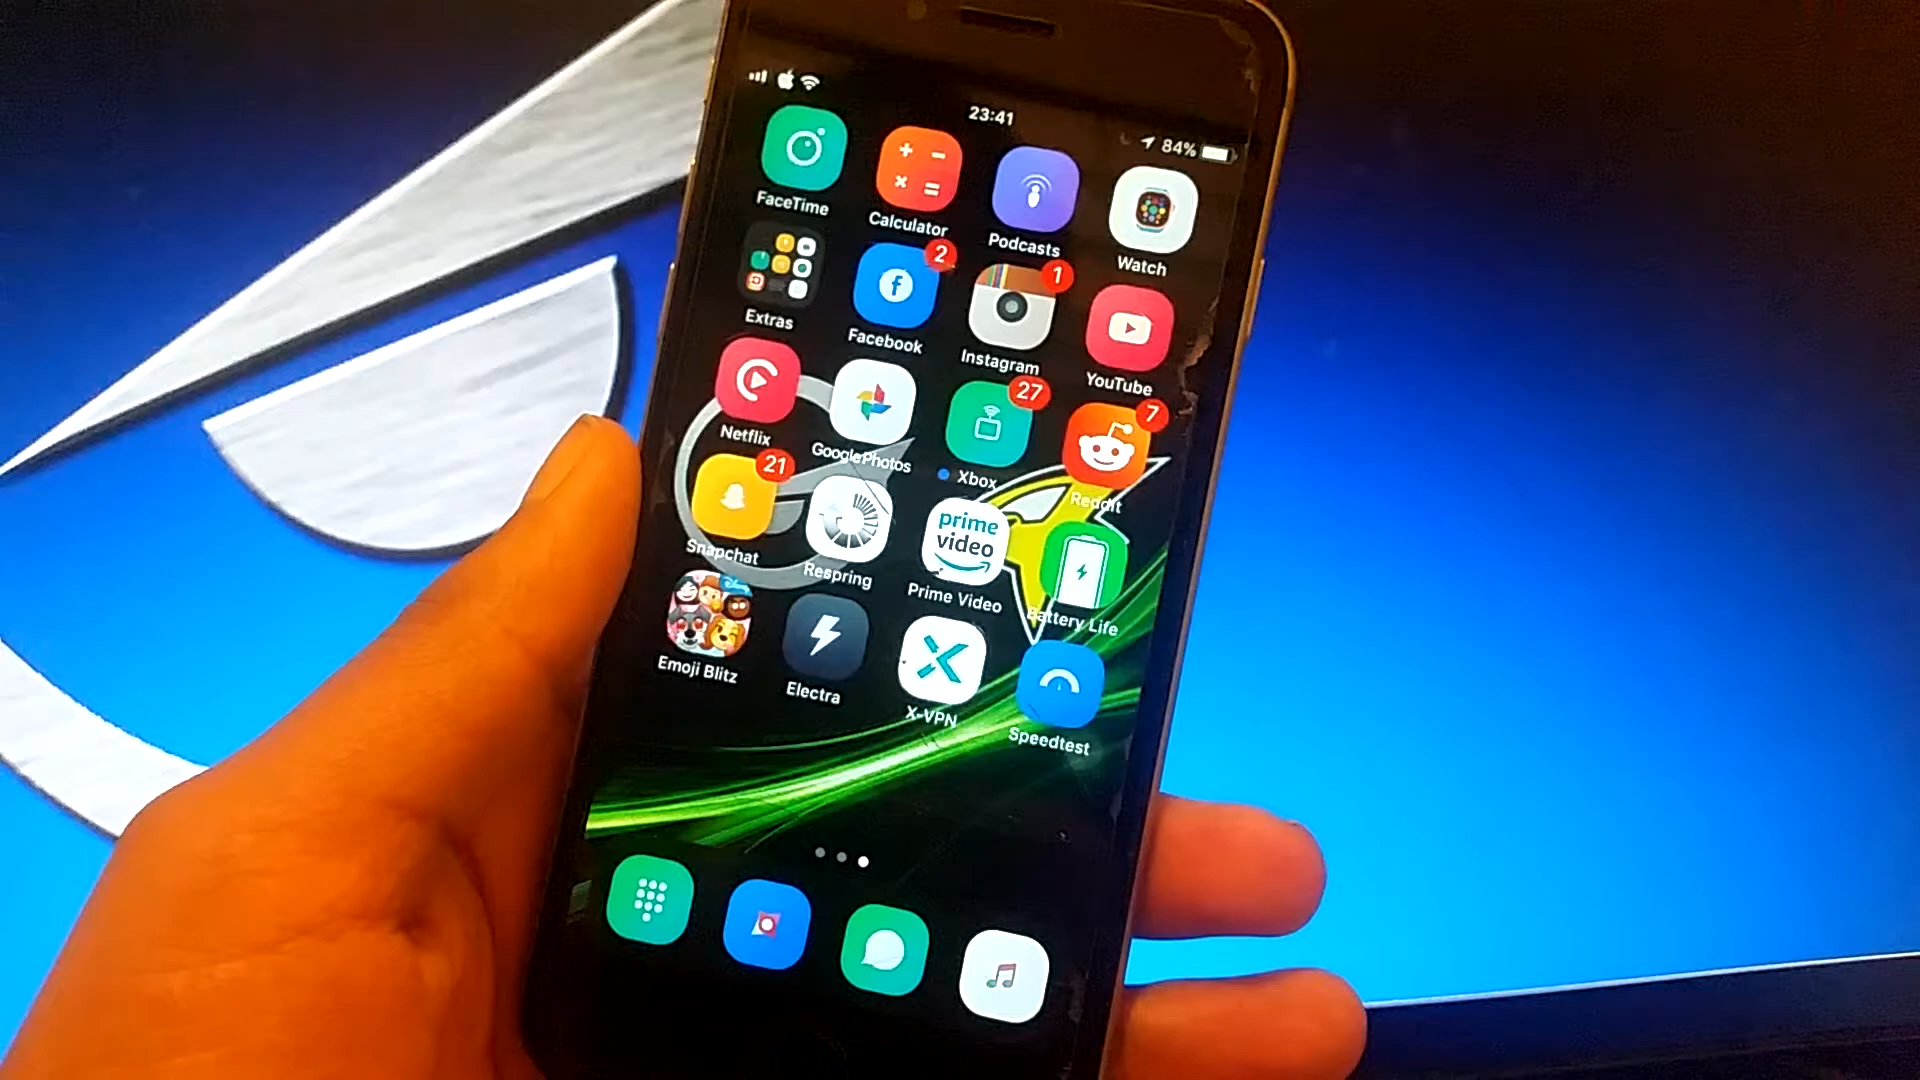 23:41
84%
FaceTime
Calculator
Podcasts
Watch
Extras
2
Facebook
1
Instagram
YouTube
Netflix
Google Photos
27
Xbox
7
Reddit
21
Snapchat
Respring
prime
video
Prime Video
Battery Life
Disney
Emoji Blitz
Electra
X-VPN
Speedtest